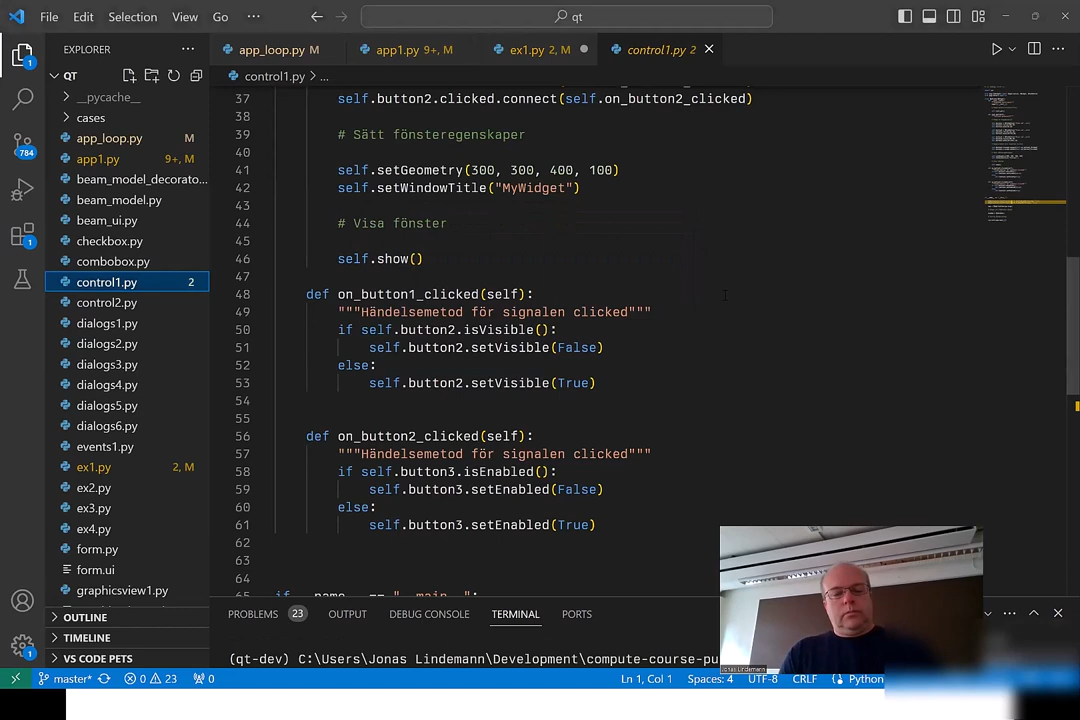 File Edit Selection View Go ··· qt
EXPLORER ···
app_loop.py M app1.py 9+, M ex1.py 2, M control1.py 2
QT
control1.py > ...
__pycache__
cases
app_loop.py M
app1.py 9+, M
beam_model_decorato...
beam_model.py
beam_ui.py
checkbox.py
combobox.py
control1.py 2
control2.py
dialogs1.py
dialogs2.py
dialogs3.py
dialogs4.py
dialogs5.py
dialogs6.py
events1.py
ex1.py 2, M
ex2.py
ex3.py
ex4.py
form.py
form.ui
graphicsview1.py
OUTLINE
TIMELINE
VS CODE PETS
1
784
1
1
37 self.button2.clicked.connect(self.on_button2_clicked)
38
39 # Sätt fönsteregenskaper
40
41 self.setGeometry(300, 300, 400, 100)
42 self.setWindowTitle("MyWidget")
43
44 # Visa fönster
45
46 self.show()
47
48 def on_button1_clicked(self):
49 """Händelsemetod för signalen clicked"""
50 if self.button2.isVisible():
51 self.button2.setVisible(False)
52 else:
53 self.button2.setVisible(True)
54
55
56 def on_button2_clicked(self):
57 """Händelsemetod för signalen clicked"""
58 if self.button3.isEnabled():
59 self.button3.setEnabled(False)
60 else:
61 self.button3.setEnabled(True)
62
63
64
65 if __name__ == "__main__":
PROBLEMS 23 OUTPUT DEBUG CONSOLE TERMINAL PORTS
(qt-dev) C:\Users\Jonas Lindemann\Development\compute-course-pu
Jonas Lindemann
master* 0 23 0 Ln 1, Col 1 Spaces: 4 UTF-8 CRLF Python